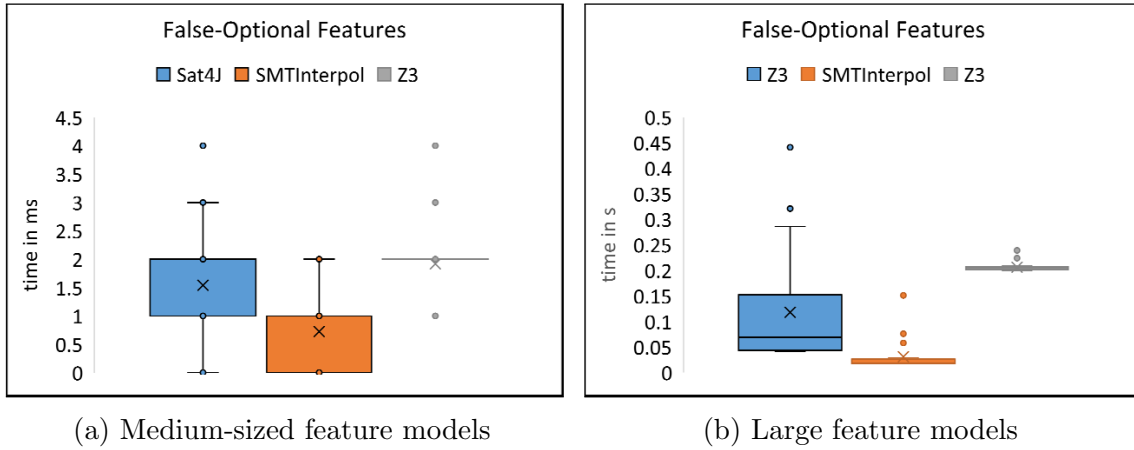 False-Optional Features
Sat4J SMTInterpol Z3
time in ms
4.5
4
3.5
3
2.5
2
1.5
1
0.5
0
(a) Medium-sized feature models
False-Optional Features
Z3 SMTInterpol Z3
time in s
0.5
0.45
0.4
0.35
0.3
0.25
0.2
0.15
0.1
0.05
0
(b) Large feature models